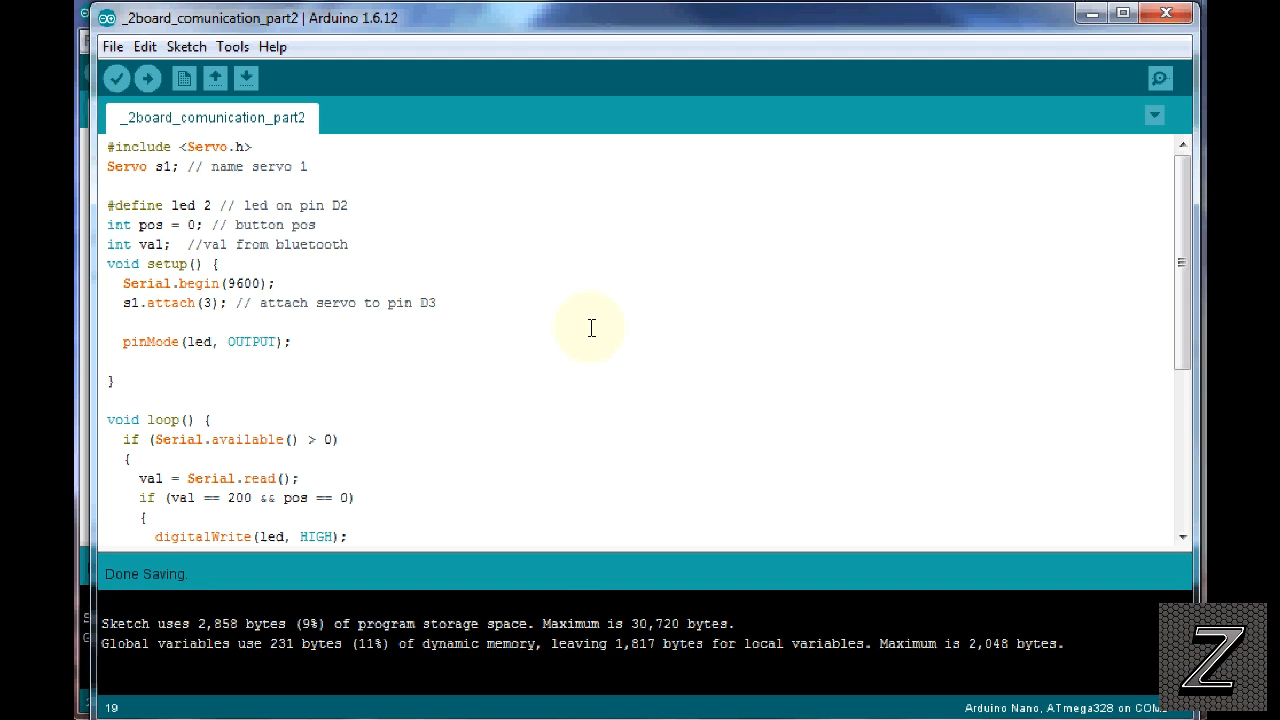 _2board_comunication_part2 | Arduino 1.6.12
File Edit Sketch Tools Help
_2board_comunication_part2
#include <Servo.h>
Servo s1; // name servo 1
#define led 2 // led on pin D2
int pos = 0; // button pos
int val;  //val from bluetooth
void setup() {
Serial.begin(9600);
s1.attach(3); // attach servo to pin D3
pinMode(led, OUTPUT);
}
void loop() {
if (Serial.available() > 0)
{
val = Serial.read();
if (val == 200 && pos == 0)
{
digitalWrite(led, HIGH);
Done Saving.
Sketch uses 2,858 bytes (9%) of program storage space. Maximum is 30,720 bytes.
Global variables use 231 bytes (11%) of dynamic memory, leaving 1,817 bytes for local variables. Maximum is 2,048 bytes.
Z
19
Arduino Nano, ATmega328 on